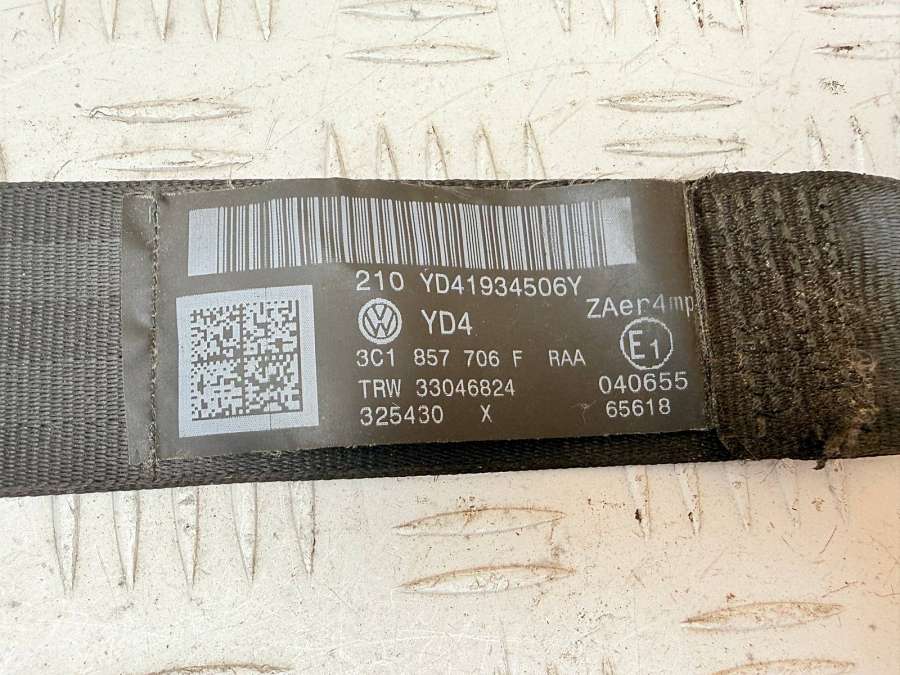 210 YD41934506Y
ZAer4mp
YD4
E1
3C1 857 706 F RAA
TRW 33046824
040655
325430 X
65618